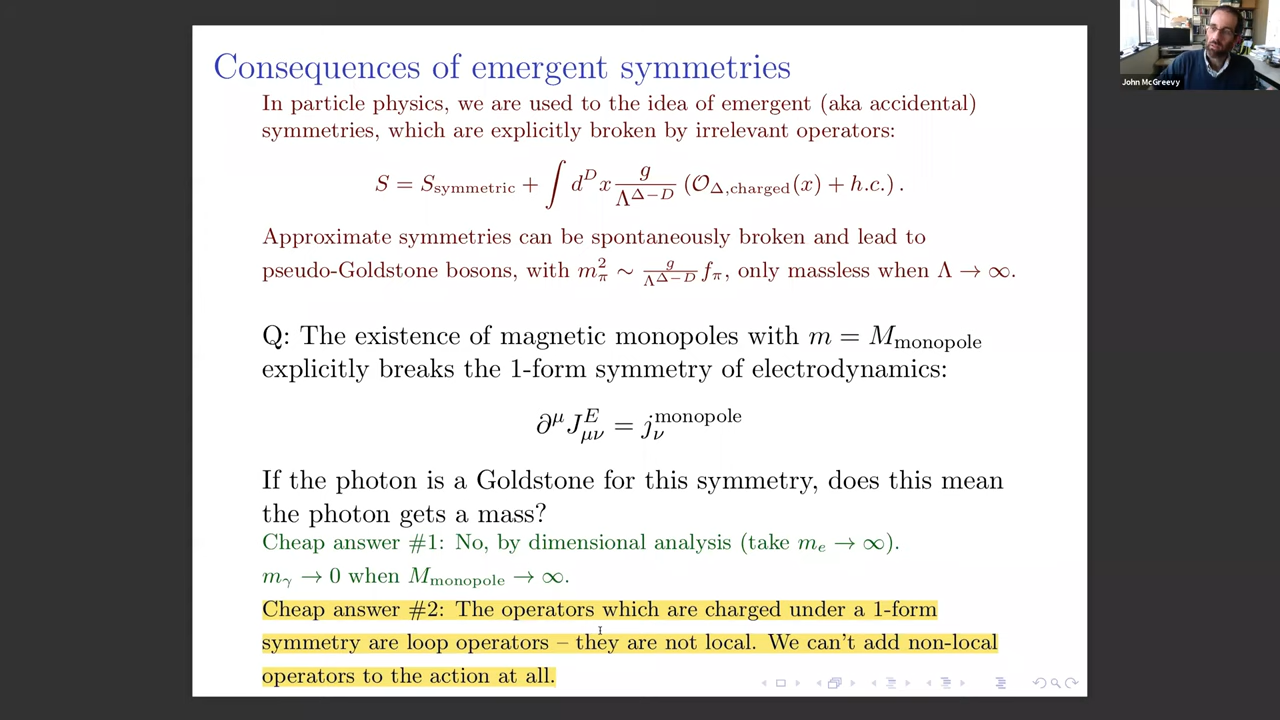 Consequences of emergent symmetries
In particle physics, we are used to the idea of emergent (aka accidental)
symmetries, which are explicitly broken by irrelevant operators:
S = S_symmetric + ∫ d^D x g/Λ^{Δ−D} (𝒪_{Δ,charged}(x) + h.c.) .
Approximate symmetries can be spontaneously broken and lead to
pseudo-Goldstone bosons, with m_π^2 ∼ g/Λ^{Δ−D} f_π, only massless when Λ → ∞.
Q: The existence of magnetic monopoles with m = M_monopole
explicitly breaks the 1-form symmetry of electrodynamics:
∂^μ J^E_{μν} = j_ν^monopole
If the photon is a Goldstone for this symmetry, does this mean
the photon gets a mass?
Cheap answer #1: No, by dimensional analysis (take m_e → ∞).
m_γ → 0 when M_monopole → ∞.
Cheap answer #2: The operators which are charged under a 1-form
symmetry are loop operators – they are not local. We can't add non-local
operators to the action at all.
John McGreevy